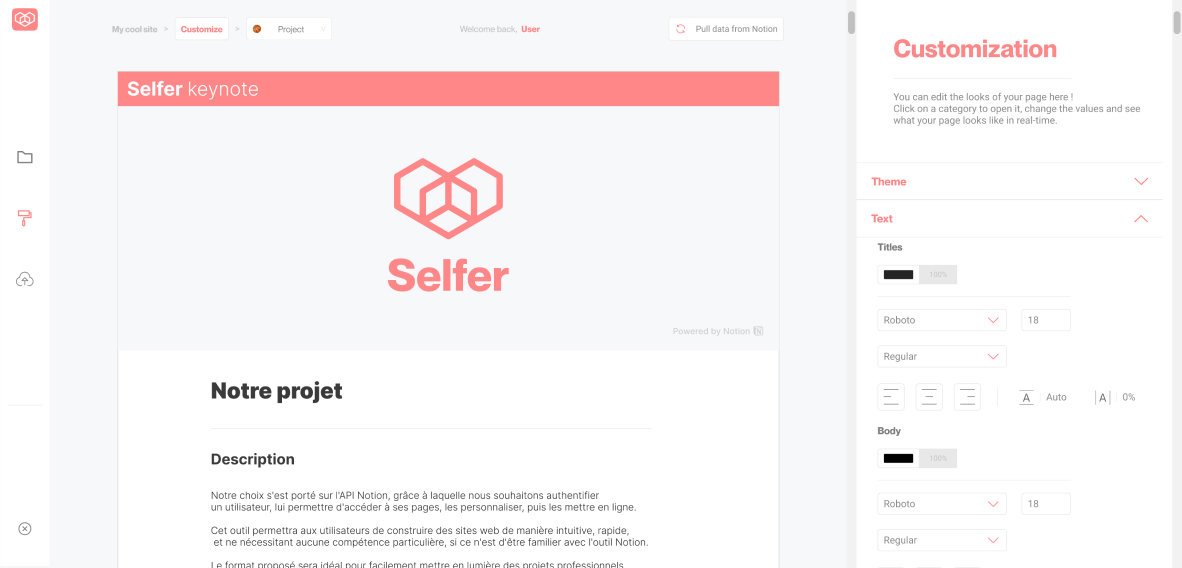 My cool site > Customize > Project
Welcome back, User
Pull data from Notion
Selfer keynote
Selfer
Powered by Notion
Notre projet
Description
Notre choix s'est porté sur l'API Notion, grâce à laquelle nous souhaitons authentifier
un utilisateur, lui permettre d'accéder à ses pages, les personnaliser, puis les mettre en ligne.
Cet outil permettra aux utilisateurs de construire des sites web de manière intuitive, rapide,
et ne nécessitant aucune compétence particulière, si ce n'est d'être familier avec l'outil Notion.
Le format proposé sera idéal pour facilement mettre en lumière des projets professionnels
Customization
You can edit the looks of your page here !
Click on a category to open it, change the values and see
what your page looks like in real-time.
Theme
Text
Titles
100%
Roboto
18
Regular
A Auto
A 0%
Body
100%
Roboto
18
Regular